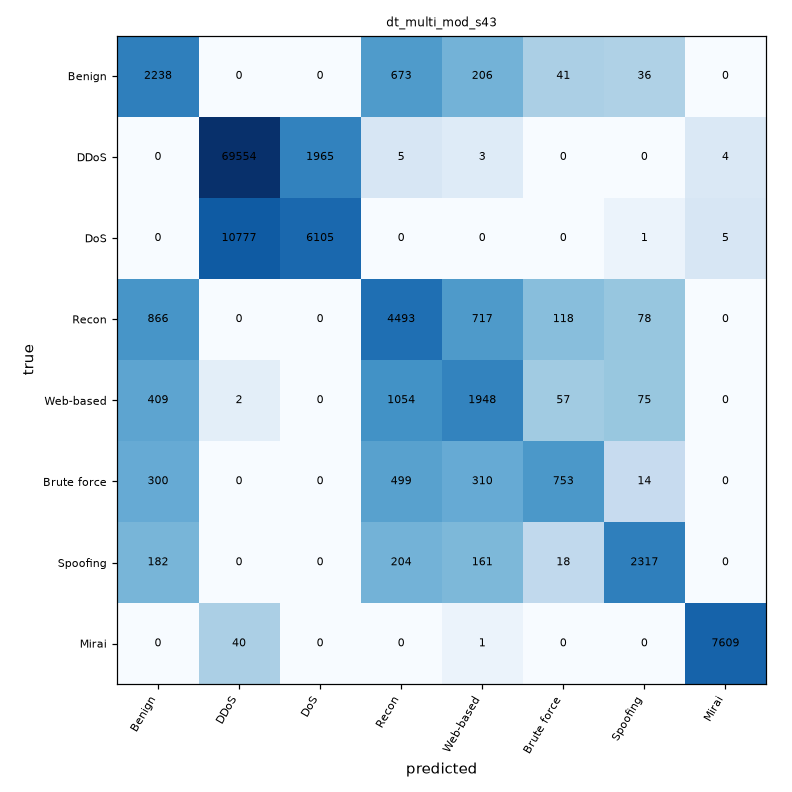 dt_multi_mod_s43
Benign 2238 0 0 673 206 41 36 0
DDoS 0 69554 1965 5 3 0 0 4
DoS 0 10777 6105 0 0 0 1 5
Recon 866 0 0 4493 717 118 78 0
Web-based 409 2 0 1054 1948 57 75 0
Brute force 300 0 0 499 310 753 14 0
Spoofing 182 0 0 204 161 18 2317 0
Mirai 0 40 0 0 1 0 0 7609
true
Benign DDoS DoS Recon Web-based Brute force Spoofing Mirai
predicted